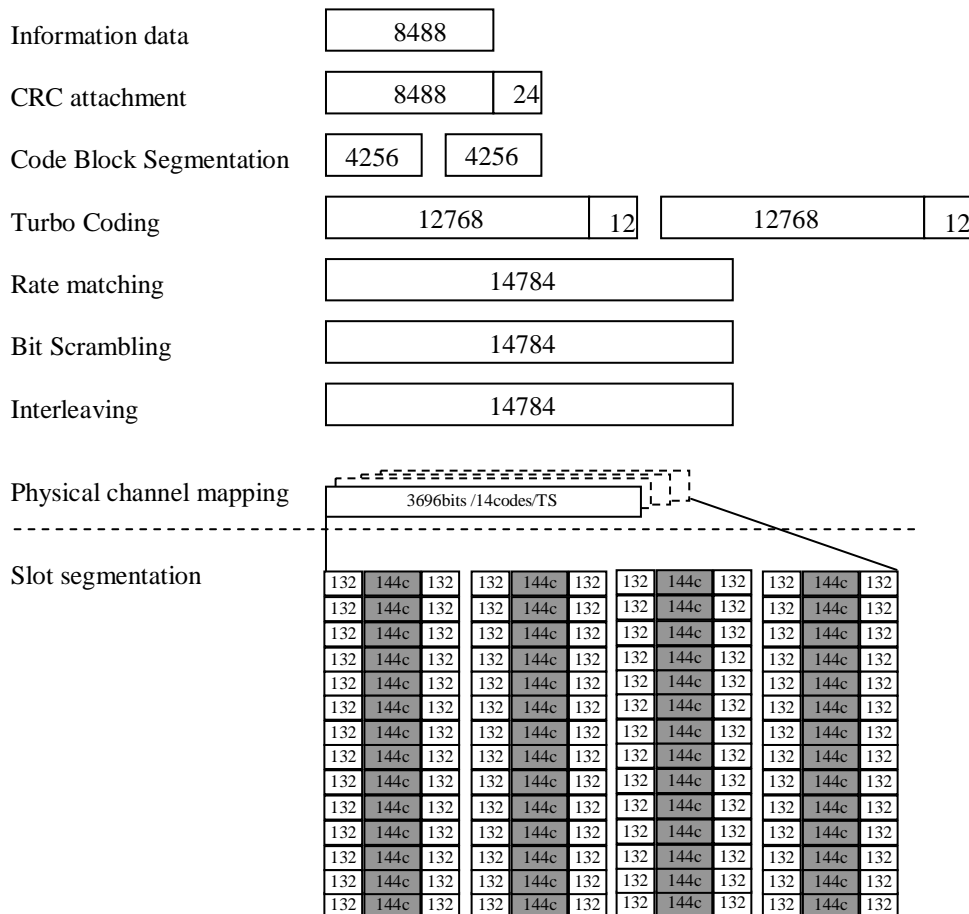 Information data 8488
CRC attachment 8488 24
Code Block Segmentation 4256 4256
Turbo Coding 12768 12 12768 12
Rate matching 14784
Bit Scrambling 14784
Interleaving 14784
Physical channel mapping 3696bits /14codes/TS
Slot segmentation
132 144c 132 132 144c 132 132 144c 132 132 144c 132
132 144c 132 132 144c 132 132 144c 132 132 144c 132
132 144c 132 132 144c 132 132 144c 132 132 144c 132
132 144c 132 132 144c 132 132 144c 132 132 144c 132
132 144c 132 132 144c 132 132 144c 132 132 144c 132
132 144c 132 132 144c 132 132 144c 132 132 144c 132
132 144c 132 132 144c 132 132 144c 132 132 144c 132
132 144c 132 132 144c 132 132 144c 132 132 144c 132
132 144c 132 132 144c 132 132 144c 132 132 144c 132
132 144c 132 132 144c 132 132 144c 132 132 144c 132
132 144c 132 132 144c 132 132 144c 132 132 144c 132
132 144c 132 132 144c 132 132 144c 132 132 144c 132
132 144c 132 132 144c 132 132 144c 132 132 144c 132
132 144c 132 132 144c 132 132 144c 132 132 144c 132